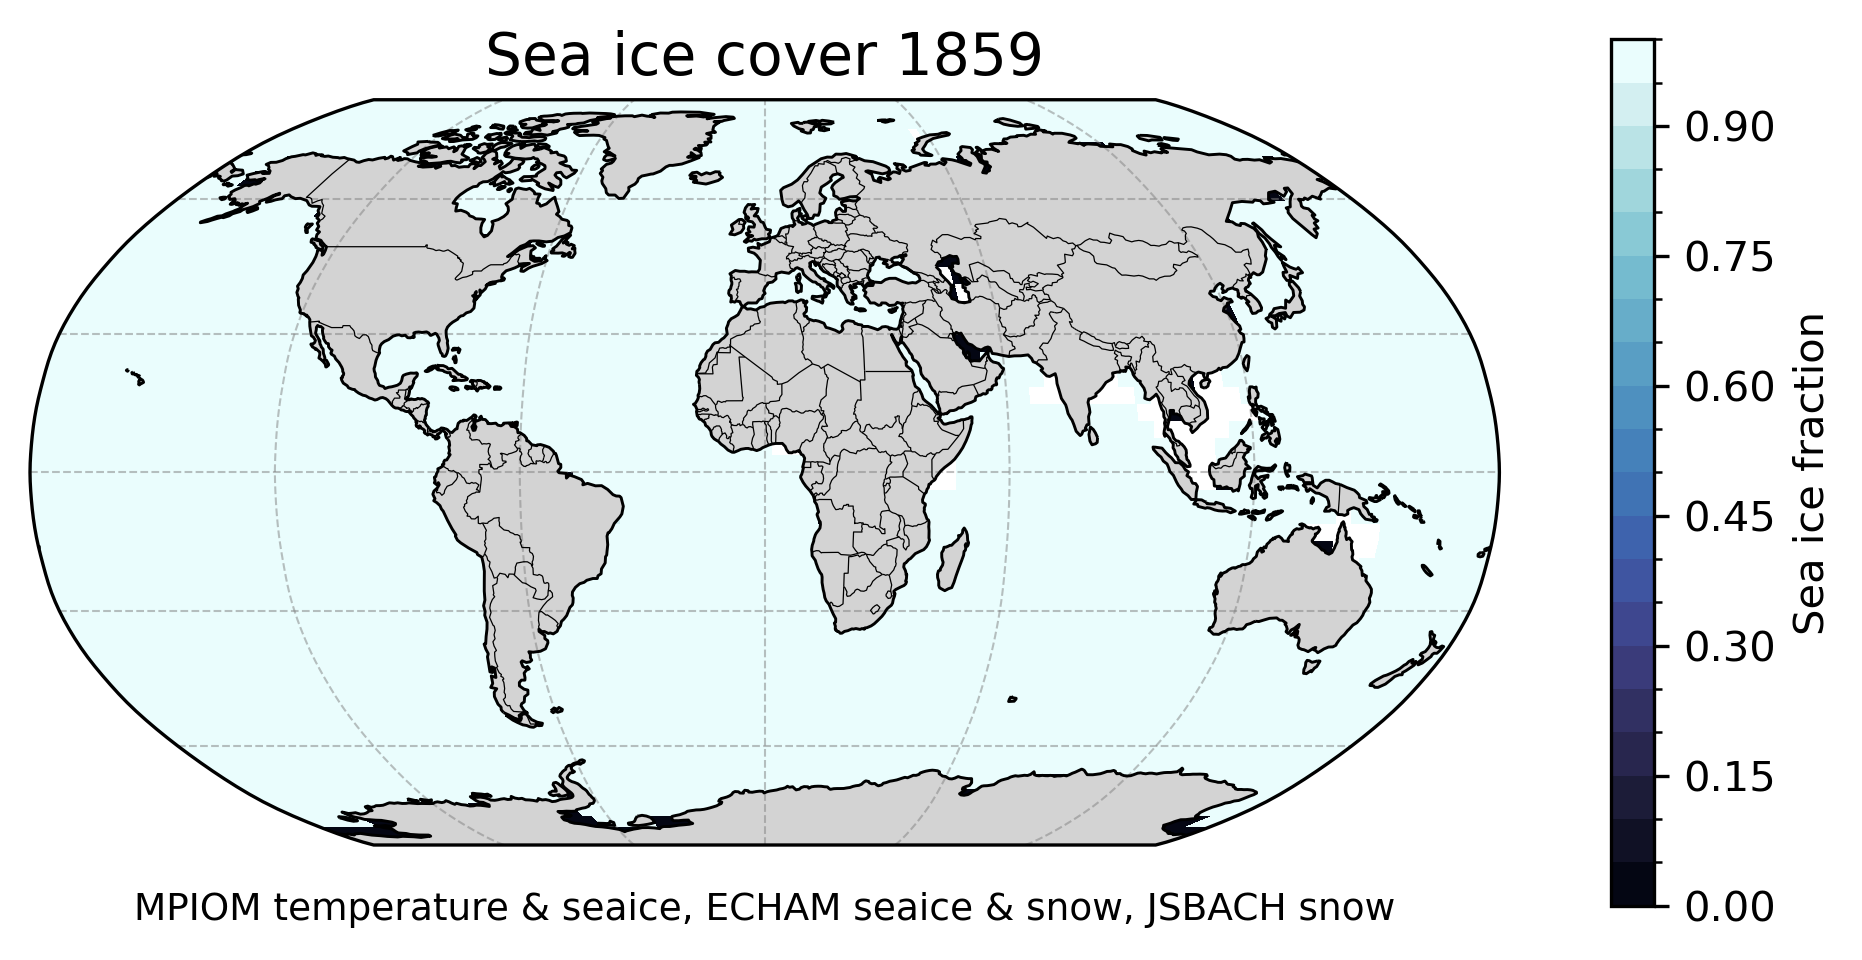 Sea ice cover 1859
0.90
0.75
0.60
0.45
0.30
0.15
0.00
Sea ice fraction
MPIOM temperature & seaice, ECHAM seaice & snow, JSBACH snow